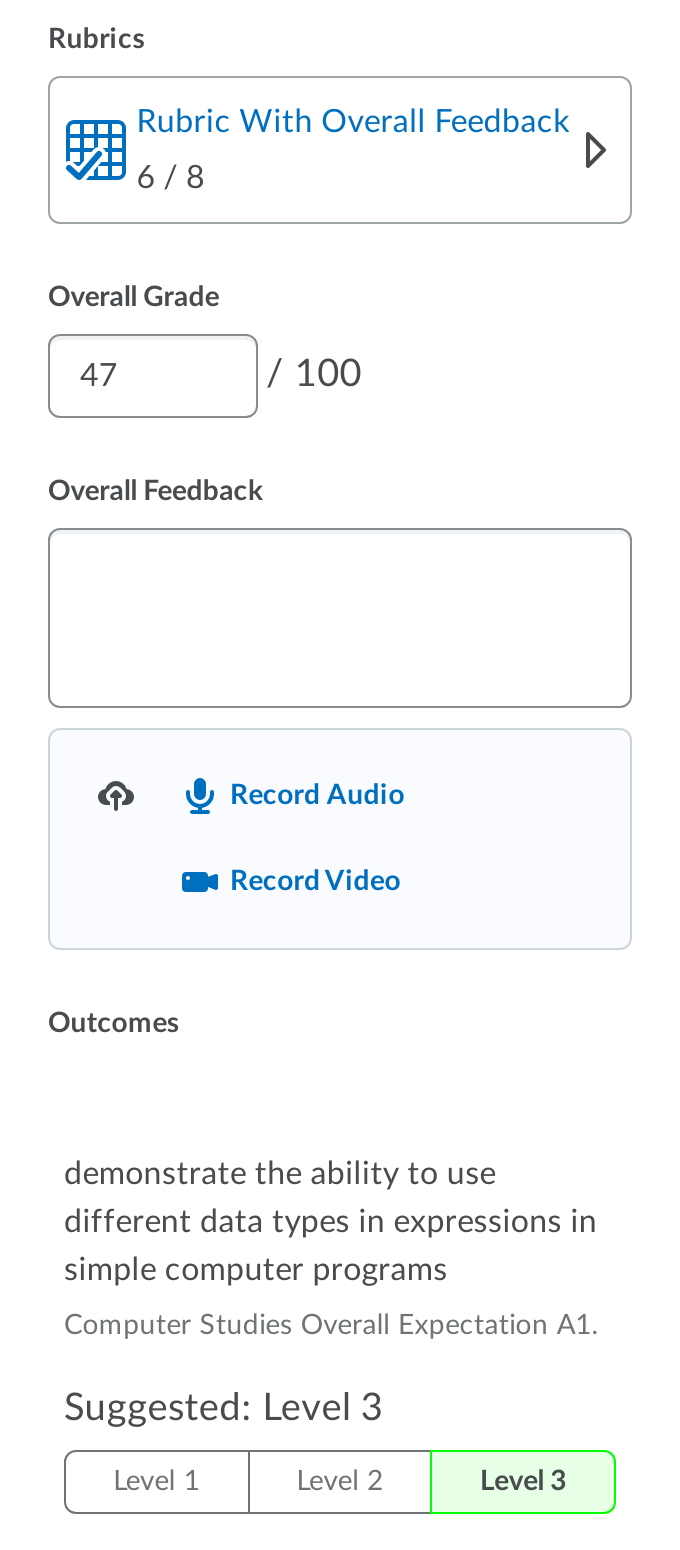 Rubrics
Rubric With Overall Feedback
6 / 8
Overall Grade
47 / 100
Overall Feedback
Record Audio
Record Video
Outcomes
demonstrate the ability to use
different data types in expressions in
simple computer programs
Computer Studies Overall Expectation A1.
Suggested: Level 3
Level 1 Level 2 Level 3